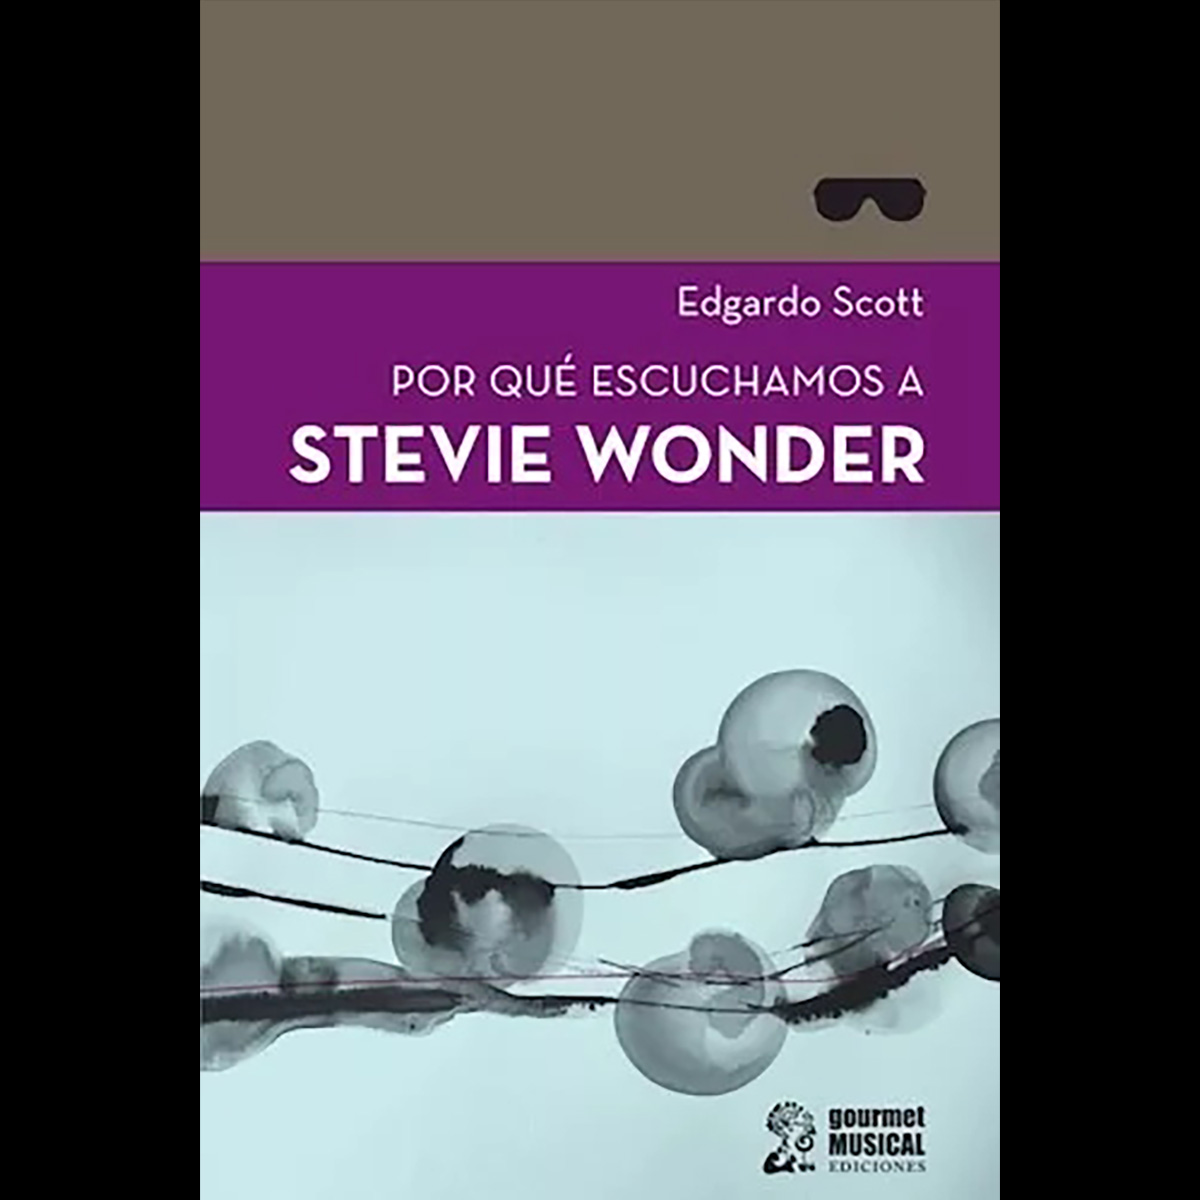 Edgardo Scott
POR QUÉ ESCUCHAMOS A
STEVIE WONDER
gourmet
MUSICAL
EDICIONES